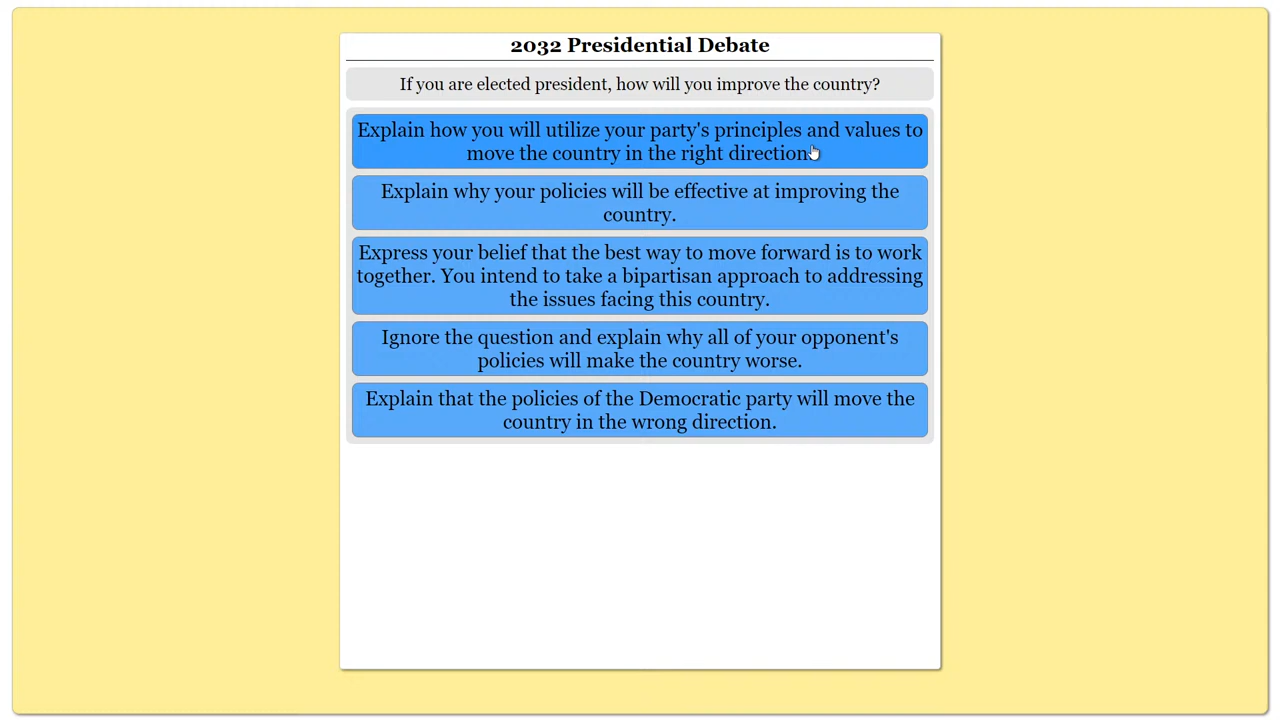 2032 Presidential Debate
If you are elected president, how will you improve the country?
Explain how you will utilize your party's principles and values to
move the country in the right direction.
Explain why your policies will be effective at improving the
country.
Express your belief that the best way to move forward is to work
together. You intend to take a bipartisan approach to addressing
the issues facing this country.
Ignore the question and explain why all of your opponent's
policies will make the country worse.
Explain that the policies of the Democratic party will move the
country in the wrong direction.